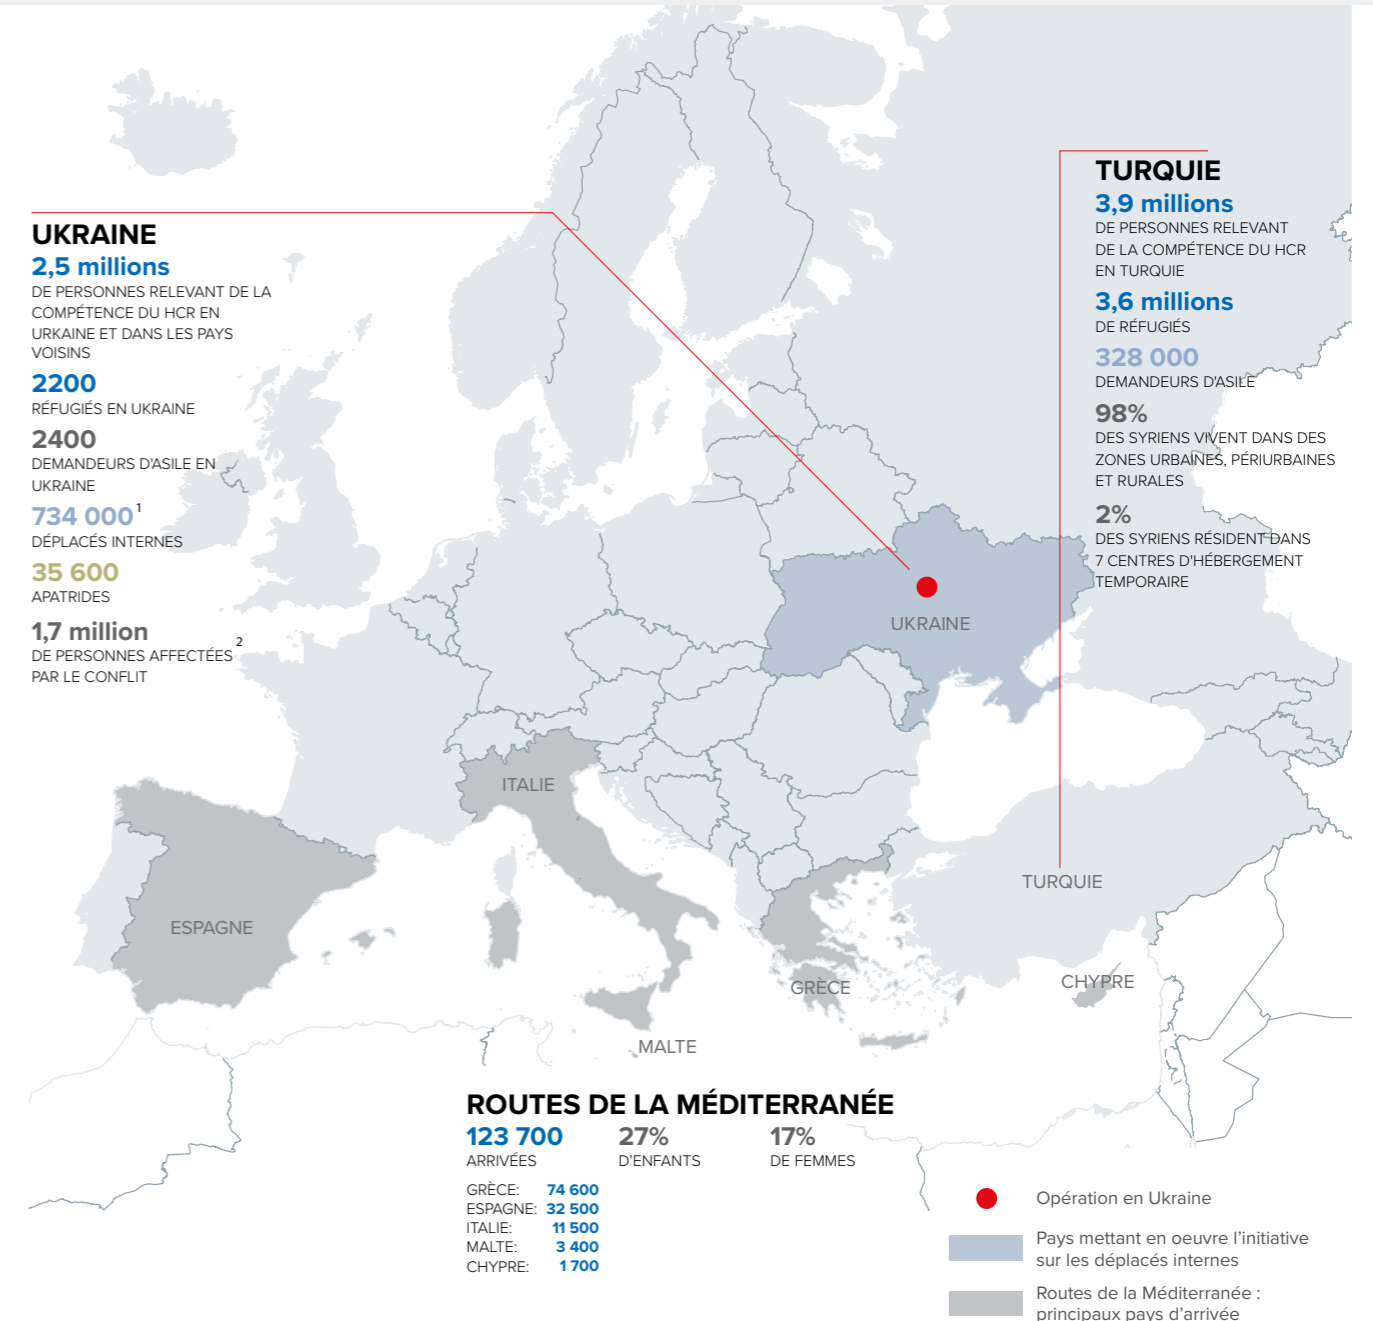 UKRAINE
2,5 millions
DE PERSONNES RELEVANT DE LA
COMPÉTENCE DU HCR EN
URKAINE ET DANS LES PAYS
VOISINS
2200
RÉFUGIÉS EN UKRAINE
2400
DEMANDEURS D'ASILE EN
UKRAINE
734 000 1
DÉPLACÉS INTERNES
35 600
APATRIDES
1,7 million
DE PERSONNES AFFECTÉES 2
PAR LE CONFLIT
TURQUIE
3,9 millions
DE PERSONNES RELEVANT
DE LA COMPÉTENCE DU HCR
EN TURQUIE
3,6 millions
DE RÉFUGIÉS
328 000
DEMANDEURS D'ASILE
98%
DES SYRIENS VIVENT DANS DES
ZONES URBAINES, PÉRIURBAINES
ET RURALES
2%
DES SYRIENS RÉSIDENT DANS
7 CENTRES D'HÉBERGEMENT
TEMPORAIRE
UKRAINE
ITALIE
ESPAGNE
TURQUIE
GRÈCE
CHYPRE
MALTE
ROUTES DE LA MÉDITERRANÉE
123 700
ARRIVÉES
27%
D'ENFANTS
17%
DE FEMMES
GRÈCE: 74 600
ESPAGNE: 32 500
ITALIE: 11 500
MALTE: 3 400
CHYPRE: 1 700
Opération en Ukraine
Pays mettant en oeuvre l'initiative
sur les déplacés internes
Routes de la Méditerranée :
principaux pays d'arrivée